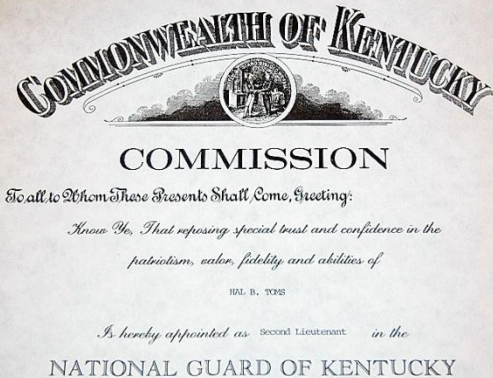 COMMONWEALTH OF KENTUCKY
COMMISSION
To all to Whom These Presents Shall Come, Greeting:
Know Ye, That reposing special trust and confidence in the
patriotism, valor, fidelity and abilities of
HAL B. TOMS
Is hereby appointed as Second Lieutenant in the
NATIONAL GUARD OF KENTUCKY